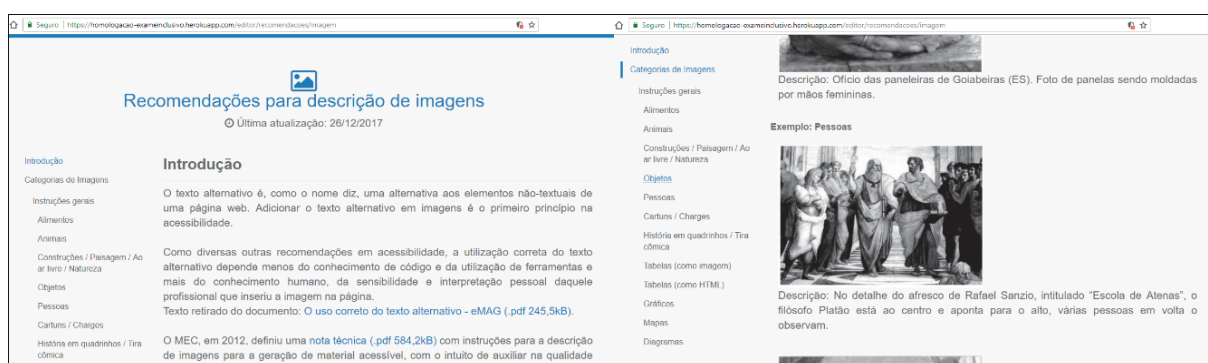 Seguro | https://homologacao-exameinclusivo.herokuapp.com/editor/recomendacoes/imagem
Recomendações para descrição de imagens
Última atualização: 26/12/2017
Introdução
Categorias de Imagens
Instruções gerais
Alimentos
Animais
Construções / Paisagem / Ao
ar livre / Natureza
Objetos
Pessoas
Cartuns / Charges
História em quadrinhos / Tira
cômica
Introdução
O texto alternativo é, como o nome diz, uma alternativa aos elementos não-textuais de
uma página web. Adicionar o texto alternativo em imagens é o primeiro princípio na
acessibilidade.
Como diversas outras recomendações em acessibilidade, a utilização correta do texto
alternativo depende menos do conhecimento de código e da utilização de ferramentas e
mais do conhecimento humano, da sensibilidade e interpretação pessoal daquele
profissional que inseriu a imagem na página.
Texto retirado do documento: O uso correto do texto alternativo - eMAG (.pdf 245,5kB).
O MEC, em 2012, definiu uma nota técnica (.pdf 584,2kB) com instruções para a descrição
de imagens para a geração de material acessível, com o intuito de auxiliar na qualidade
Seguro | https://homologacao-exameinclusivo.herokuapp.com/editor/recomendacoes/imagem
Introdução
Categorias de Imagens
Instruções gerais
Alimentos
Animais
Construções / Paisagem / Ao
ar livre / Natureza
Objetos
Pessoas
Cartuns / Charges
História em quadrinhos / Tira
cômica
Tabelas (como imagem)
Tabelas (como HTML)
Gráficos
Mapas
Diagramas
Descrição: Ofício das paneleiras de Goiabeiras (ES). Foto de panelas sendo moldadas
por mãos femininas.
Exemplo: Pessoas
Descrição: No detalhe do afresco de Rafael Sanzio, intitulado "Escola de Atenas", o
filósofo Platão está ao centro e aponta para o alto, várias pessoas em volta o
observam.